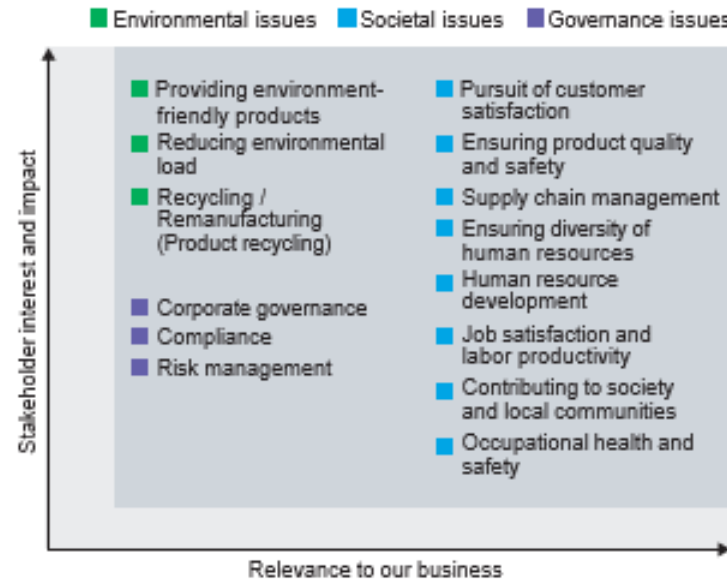 Environmental issues Societal issues Governance issues
Stakeholder interest and impact
Providing environment-
friendly products
Reducing environmental
load
Recycling /
Remanufacturing
(Product recycling)
Corporate governance
Compliance
Risk management
Pursuit of customer
satisfaction
Ensuring product quality
and safety
Supply chain management
Ensuring diversity of
human resources
Human resource
development
Job satisfaction and
labor productivity
Contributing to society
and local communities
Occupational health and
safety
Relevance to our business